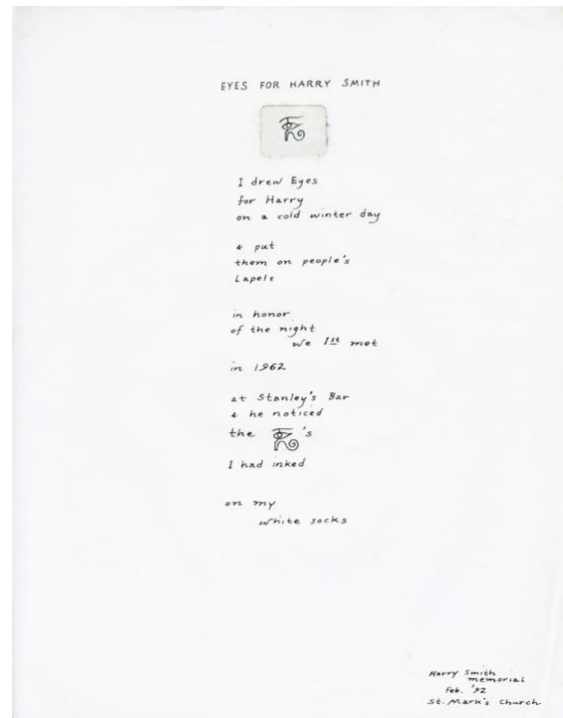 EYES FOR HARRY SMITH
I drew Eyes
for Harry
on a cold winter day
& put
them on people's
Lapels
in honor
of the night
we 1st met
in 1962
at Stanley's Bar
& he noticed
the 𓂀's
I had inked
on my
white socks
Harry Smith
memorial
Feb. '92
St. Mark's Church